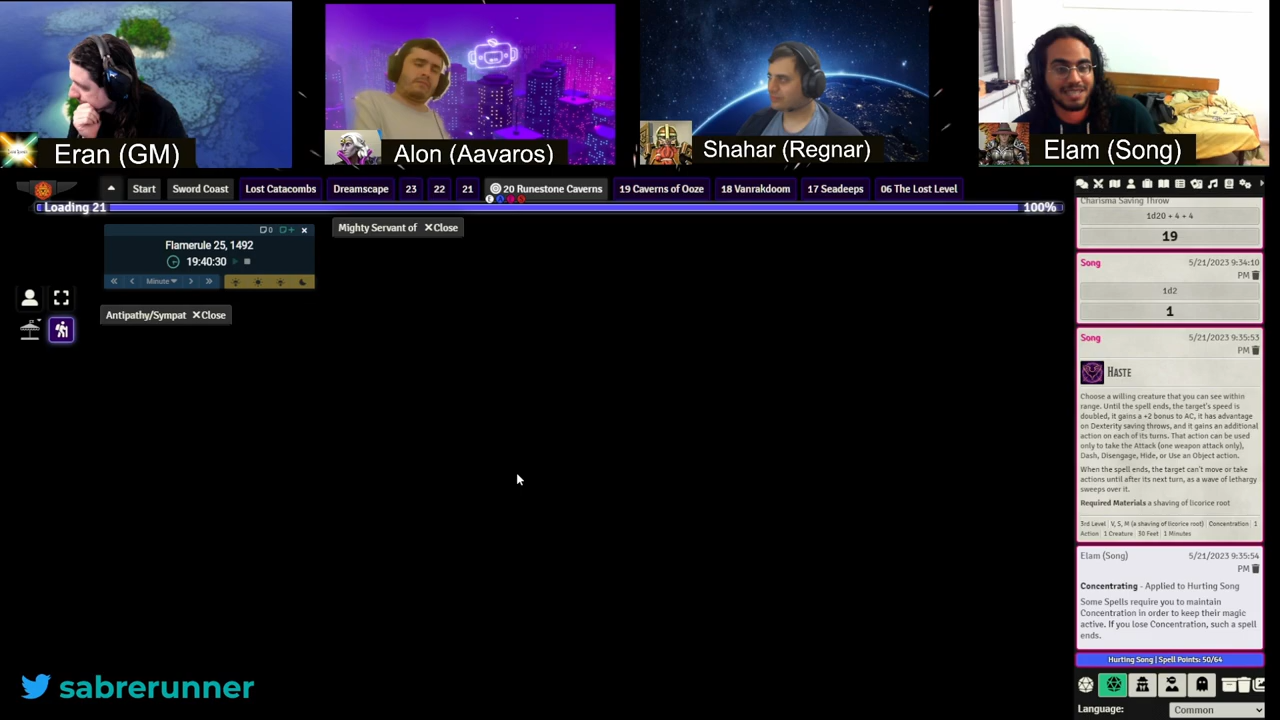 Eran (GM)
Alon (Aavaros)
Shahar (Regnar)
Elam (Song)
Start
Sword Coast
Lost Catacombs
Dreamscape
23
22
21
20 Runestone Caverns
19 Caverns of Ooze
18 Vanrakdoom
17 Seadeeps
06 The Lost Level
Loading 21
100%
0
Flamerule 25, 1492
19:40:30
Minute
Mighty Servant of
Close
Antipathy/Sympat
Close
Charisma Saving Throw
1d20 + 4 + 4
19
Song
5/21/2023 9:34:10
PM
1d2
1
Song
5/21/2023 9:35:53
PM
Haste
Choose a willing creature that you can see within
range. Until the spell ends, the target's speed is
doubled, it gains a +2 bonus to AC, it has advantage
on Dexterity saving throws, and it gains an additional
action on each of its turns. That action can be used
only to take the Attack (one weapon attack only),
Dash, Disengage, Hide, or Use an Object action.
When the spell ends, the target can't move or take
actions until after its next turn, as a wave of lethargy
sweeps over it.
Required Materials a shaving of licorice root
3rd Level | V, S, M (a shaving of licorice root) | Concentration | 1
Action | 1 Creature | 30 Feet | 1 Minutes
Elam (Song)
5/21/2023 9:35:54
PM
Concentrating - Applied to Hurting Song
Some Spells require you to maintain
Concentration in order to keep their magic
active. If you lose Concentration, such a spell
ends.
Hurting Song | Spell Points: 50/64
Language:
Common
sabrerunner